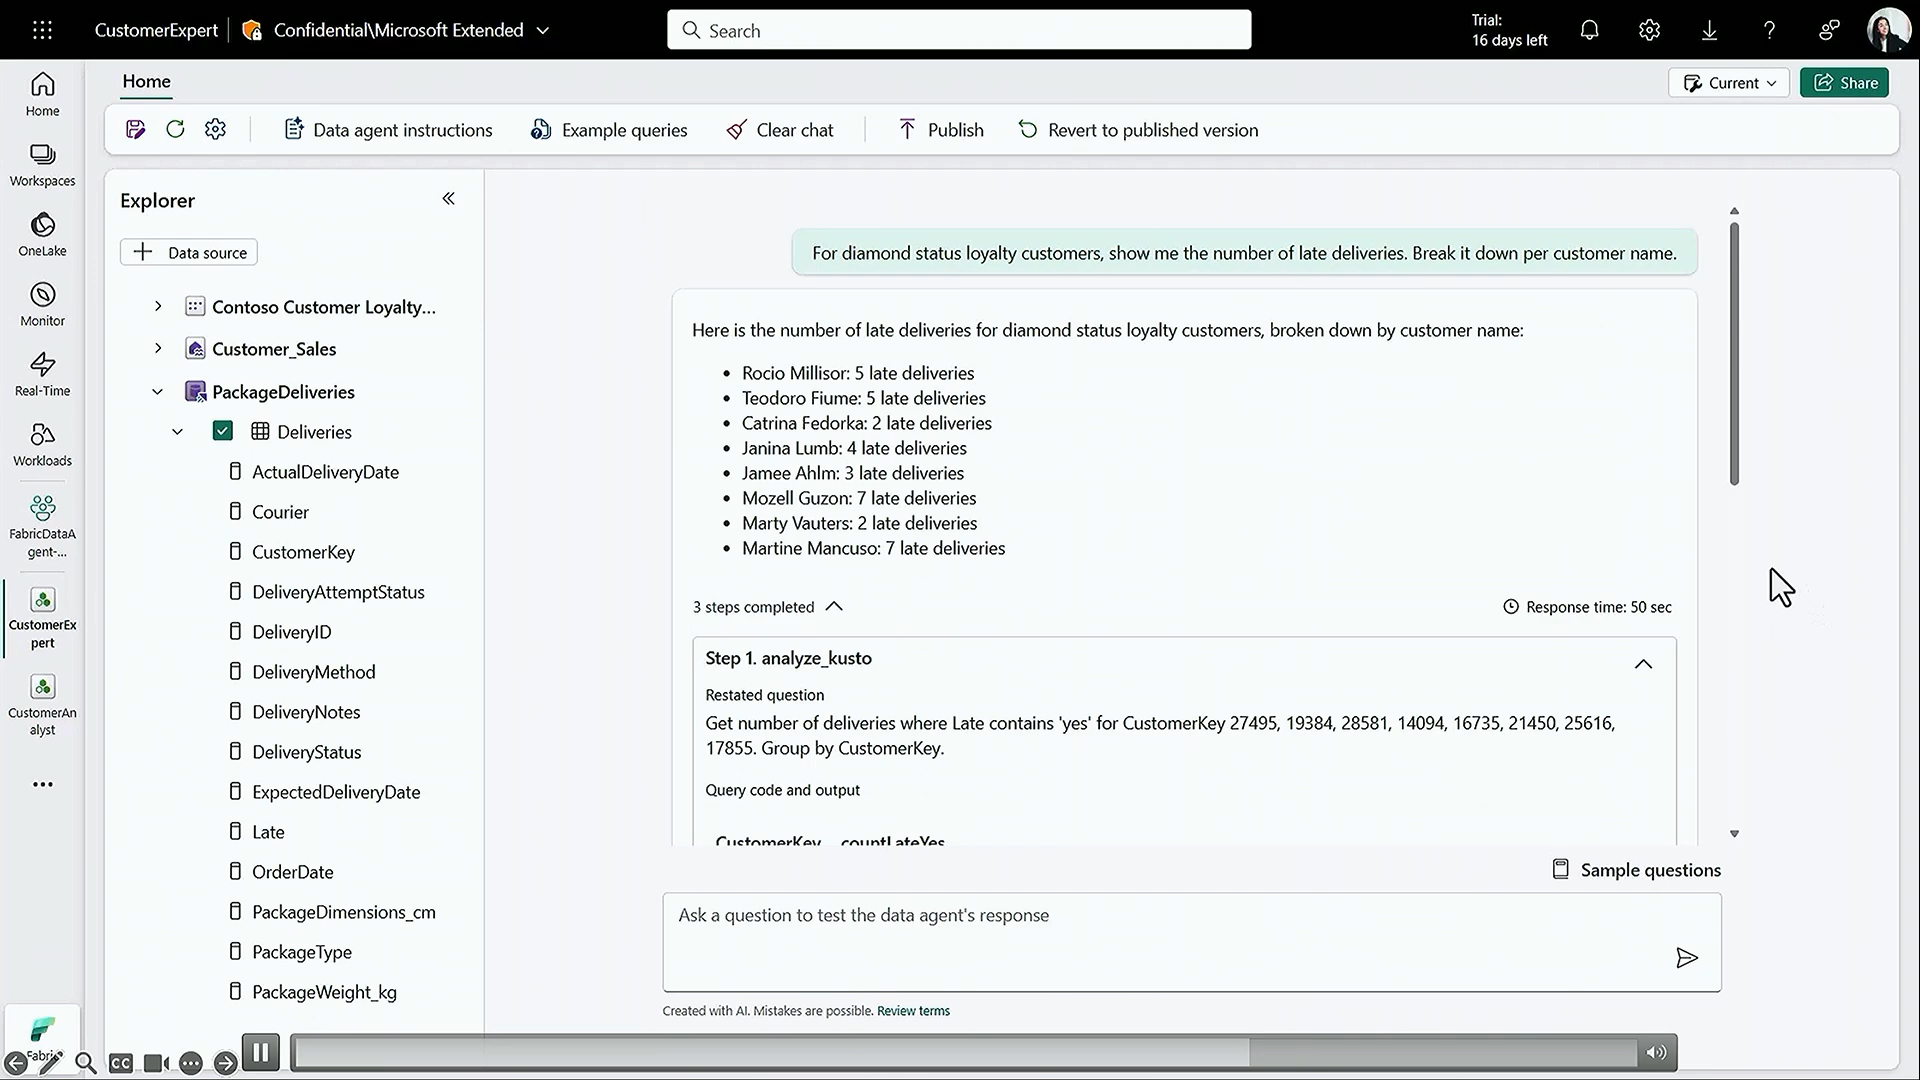 CustomerExpert
Confidential\Microsoft Extended
Search
Trial:
16 days left
Home
Current
Share
Data agent instructions
Example queries
Clear chat
Publish
Revert to published version
Home
Workspaces
OneLake
Monitor
Real-Time
Workloads
FabricDataA
gent-...
CustomerEx
pert
CustomerAn
alyst
Fabric
Explorer
Data source
Contoso Customer Loyalty...
Customer_Sales
PackageDeliveries
Deliveries
ActualDeliveryDate
Courier
CustomerKey
DeliveryAttemptStatus
DeliveryID
DeliveryMethod
DeliveryNotes
DeliveryStatus
ExpectedDeliveryDate
Late
OrderDate
PackageDimensions_cm
PackageType
PackageWeight_kg
For diamond status loyalty customers, show me the number of late deliveries. Break it down per customer name.
Here is the number of late deliveries for diamond status loyalty customers, broken down by customer name:
• Rocio Millisor: 5 late deliveries
• Teodoro Fiume: 5 late deliveries
• Catrina Fedorka: 2 late deliveries
• Janina Lumb: 4 late deliveries
• Jamee Ahlm: 3 late deliveries
• Mozell Guzon: 7 late deliveries
• Marty Vauters: 2 late deliveries
• Martine Mancuso: 7 late deliveries
3 steps completed
Response time: 50 sec
Step 1. analyze_kusto
Restated question
Get number of deliveries where Late contains 'yes' for CustomerKey 27495, 19384, 28581, 14094, 16735, 21450, 25616,
17855. Group by CustomerKey.
Query code and output
CustomerKey countLateYes
Sample questions
Ask a question to test the data agent's response
Created with AI. Mistakes are possible. Review terms
CC